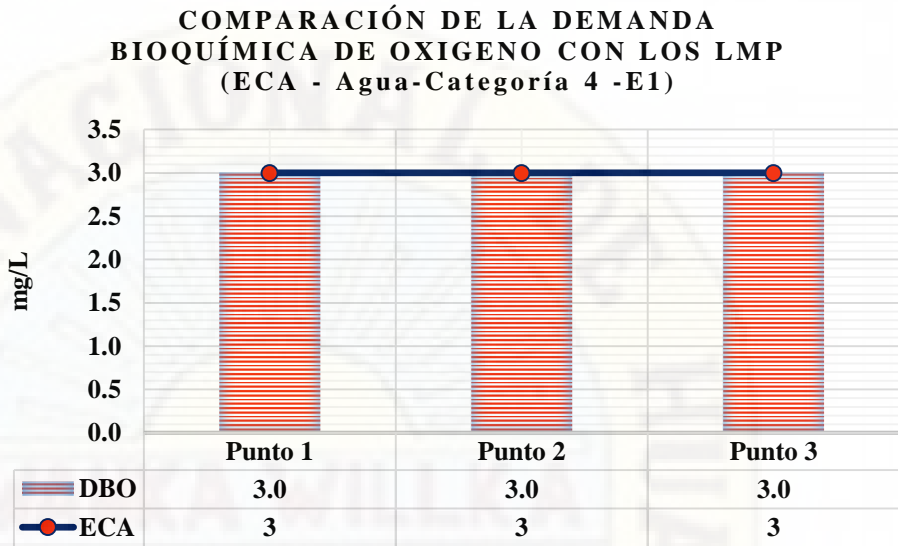 COMPARACIÓN DE LA DEMANDA
BIOQUÍMICA DE OXIGENO CON LOS LMP
(ECA - Agua-Categoría 4 -E1)
mg/L
3.5
3.0
2.5
2.0
1.5
1.0
0.5
0.0
Punto 1 Punto 2 Punto 3
DBO 3.0 3.0 3.0
ECA 3 3 3